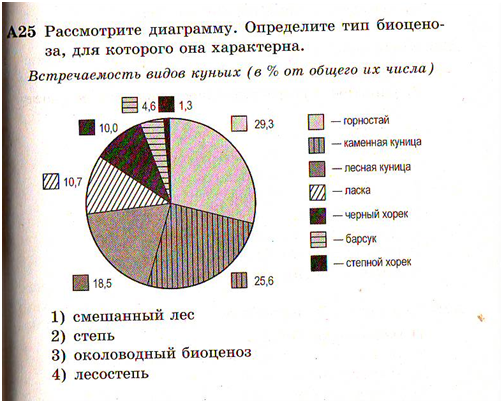 А25 Рассмотрите диаграмму. Определите тип биоцено-
за, для которого она характерна.
Встречаемость видов куньих (в % от общего их числа)
4,6
1,3
10,0
29,3
10,7
18,5
25,6
— горностай
— каменная куница
— лесная куница
— ласка
— черный хорек
— барсук
— степной хорек
1) смешанный лес
2) степь
3) околоводный биоценоз
4) лесостепь